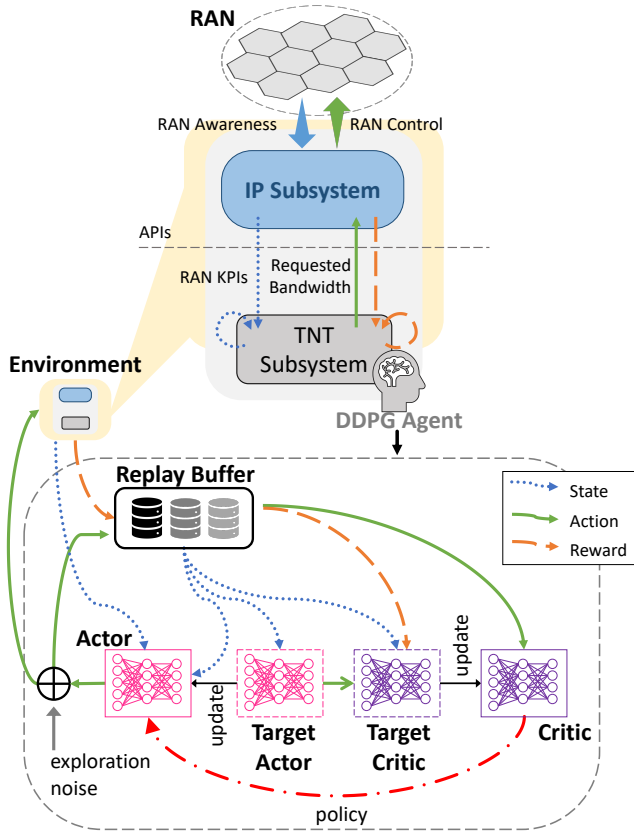 RAN
RAN Awareness
RAN Control
IP Subsystem
APIs
RAN KPIs
Requested
Bandwidth
TNT
Subsystem
Environment
DDPG Agent
Replay Buffer
State
Action
Reward
Actor
update
update
Target
Actor
Target
Critic
Critic
exploration
noise
policy